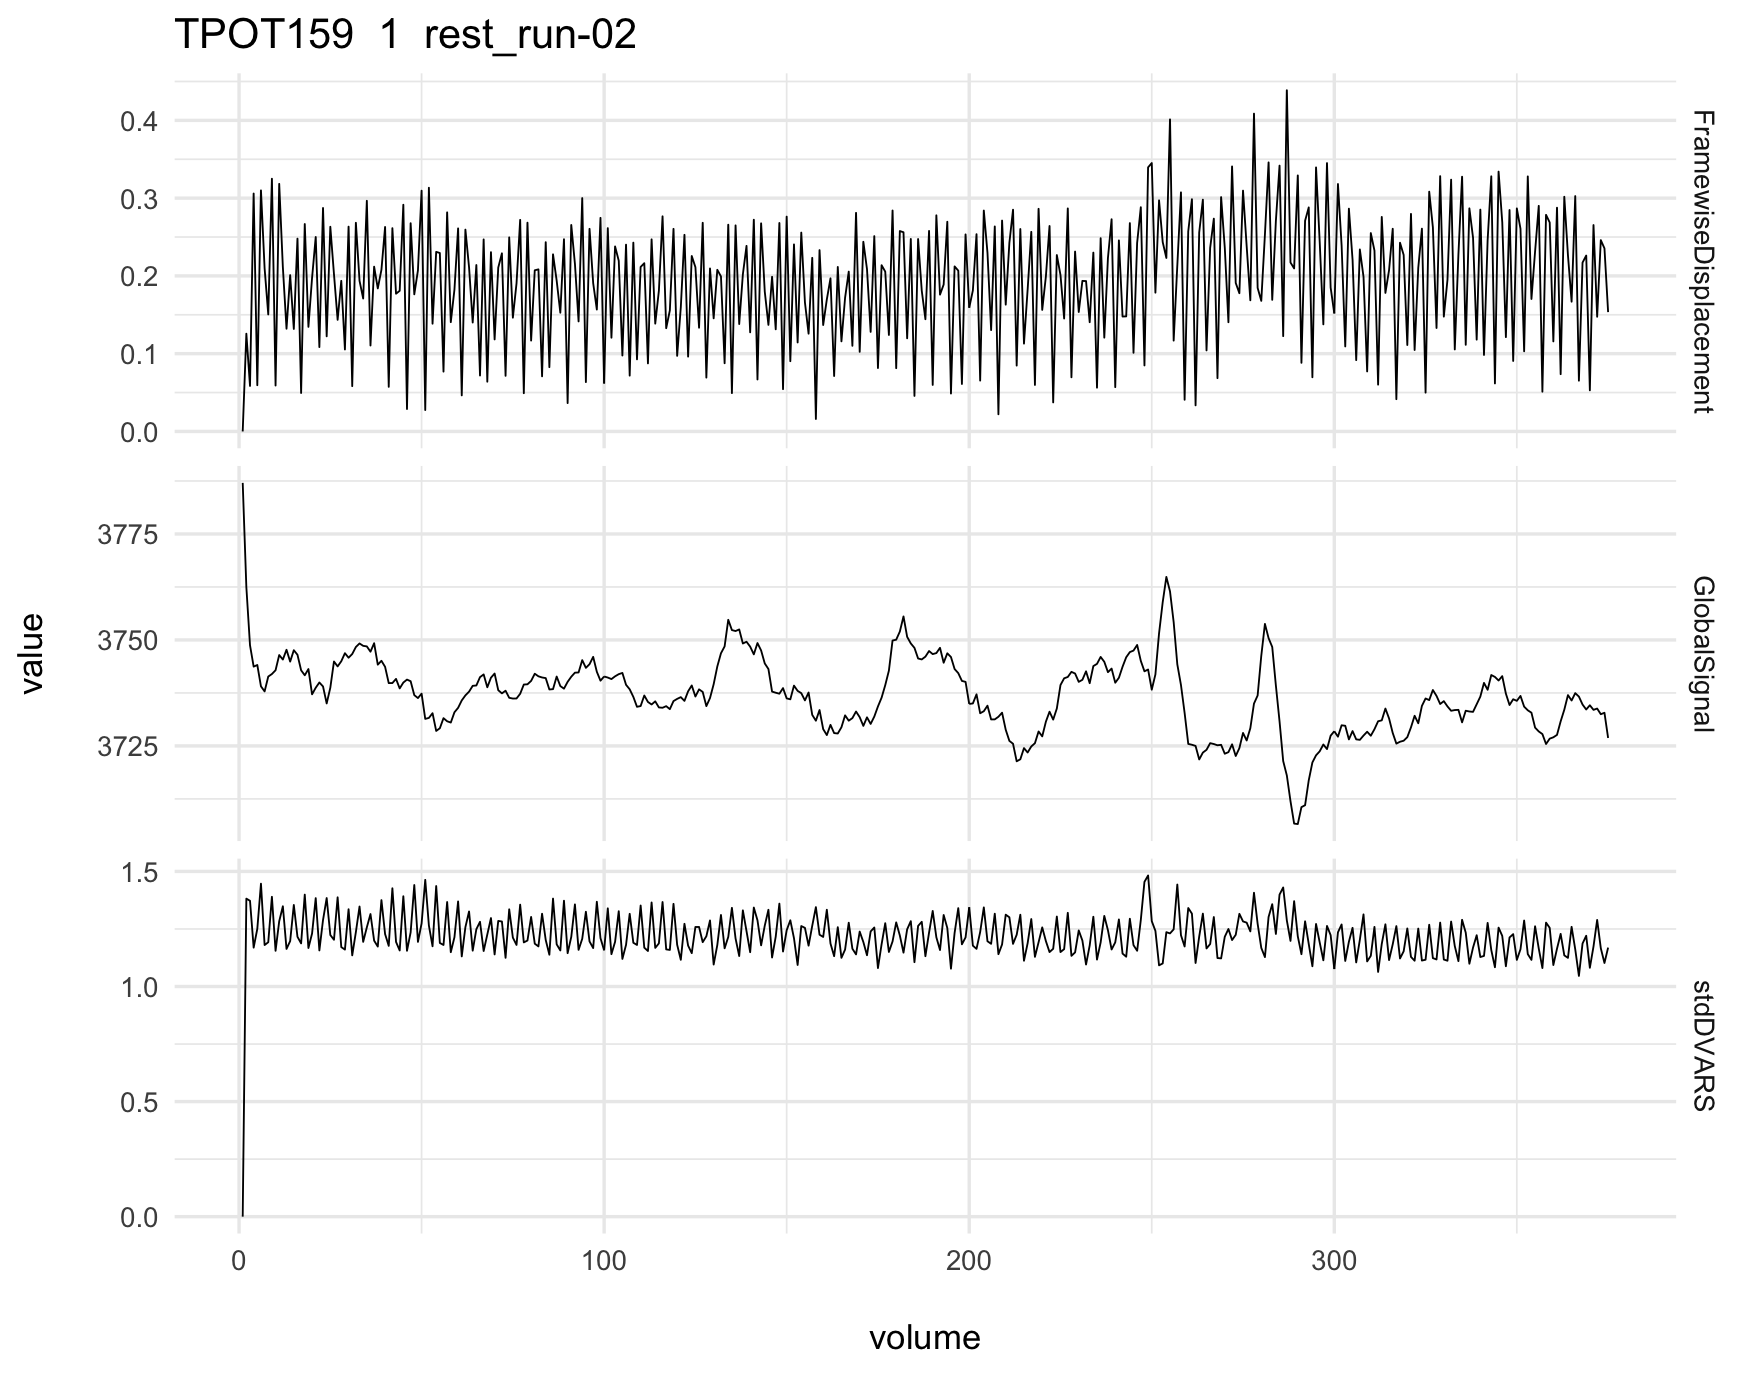 TPOT159 1 rest_run-02
0.4
0.3
0.2
0.1
0.0
FramewiseDisplacement
3775
3750
3725
GlobalSignal
value
1.5
1.0
0.5
0.0
stdDVARS
0 100 200 300
volume